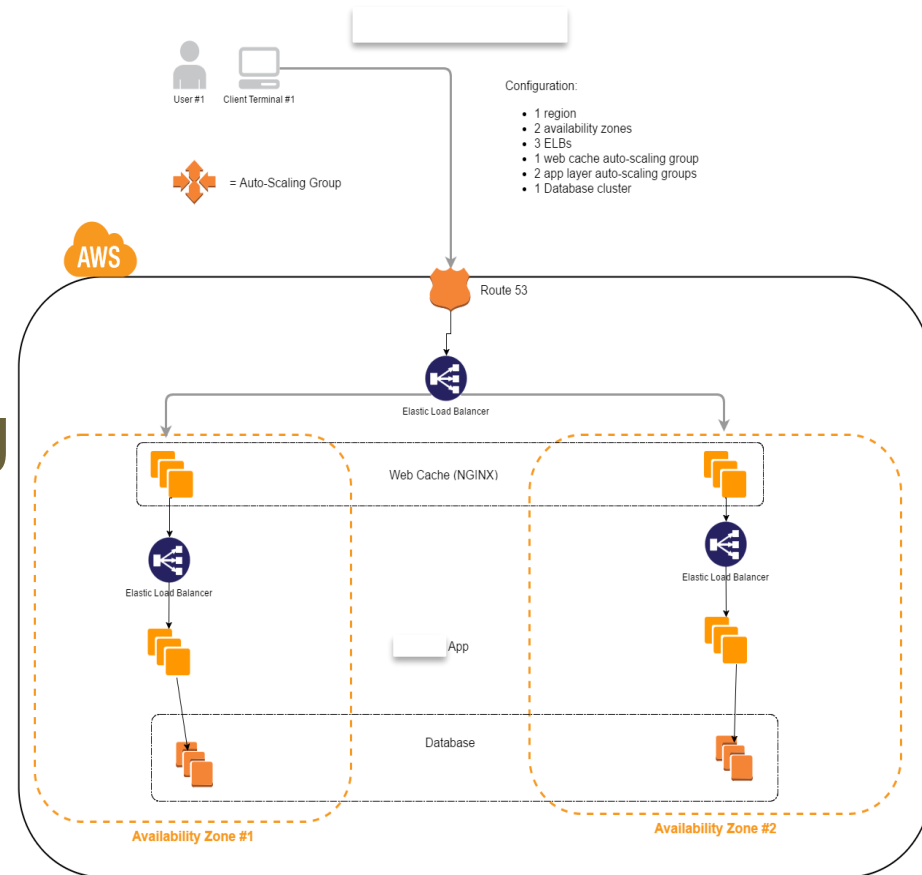 User #1
Client Terminal #1
Configuration:
• 1 region
• 2 availability zones
• 3 ELBs
• 1 web cache auto-scaling group
• 2 app layer auto-scaling groups
• 1 Database cluster
= Auto-Scaling Group
AWS
Route 53
Elastic Load Balancer
Web Cache (NGINX)
Elastic Load Balancer
Elastic Load Balancer
App
Database
Availability Zone #1
Availability Zone #2